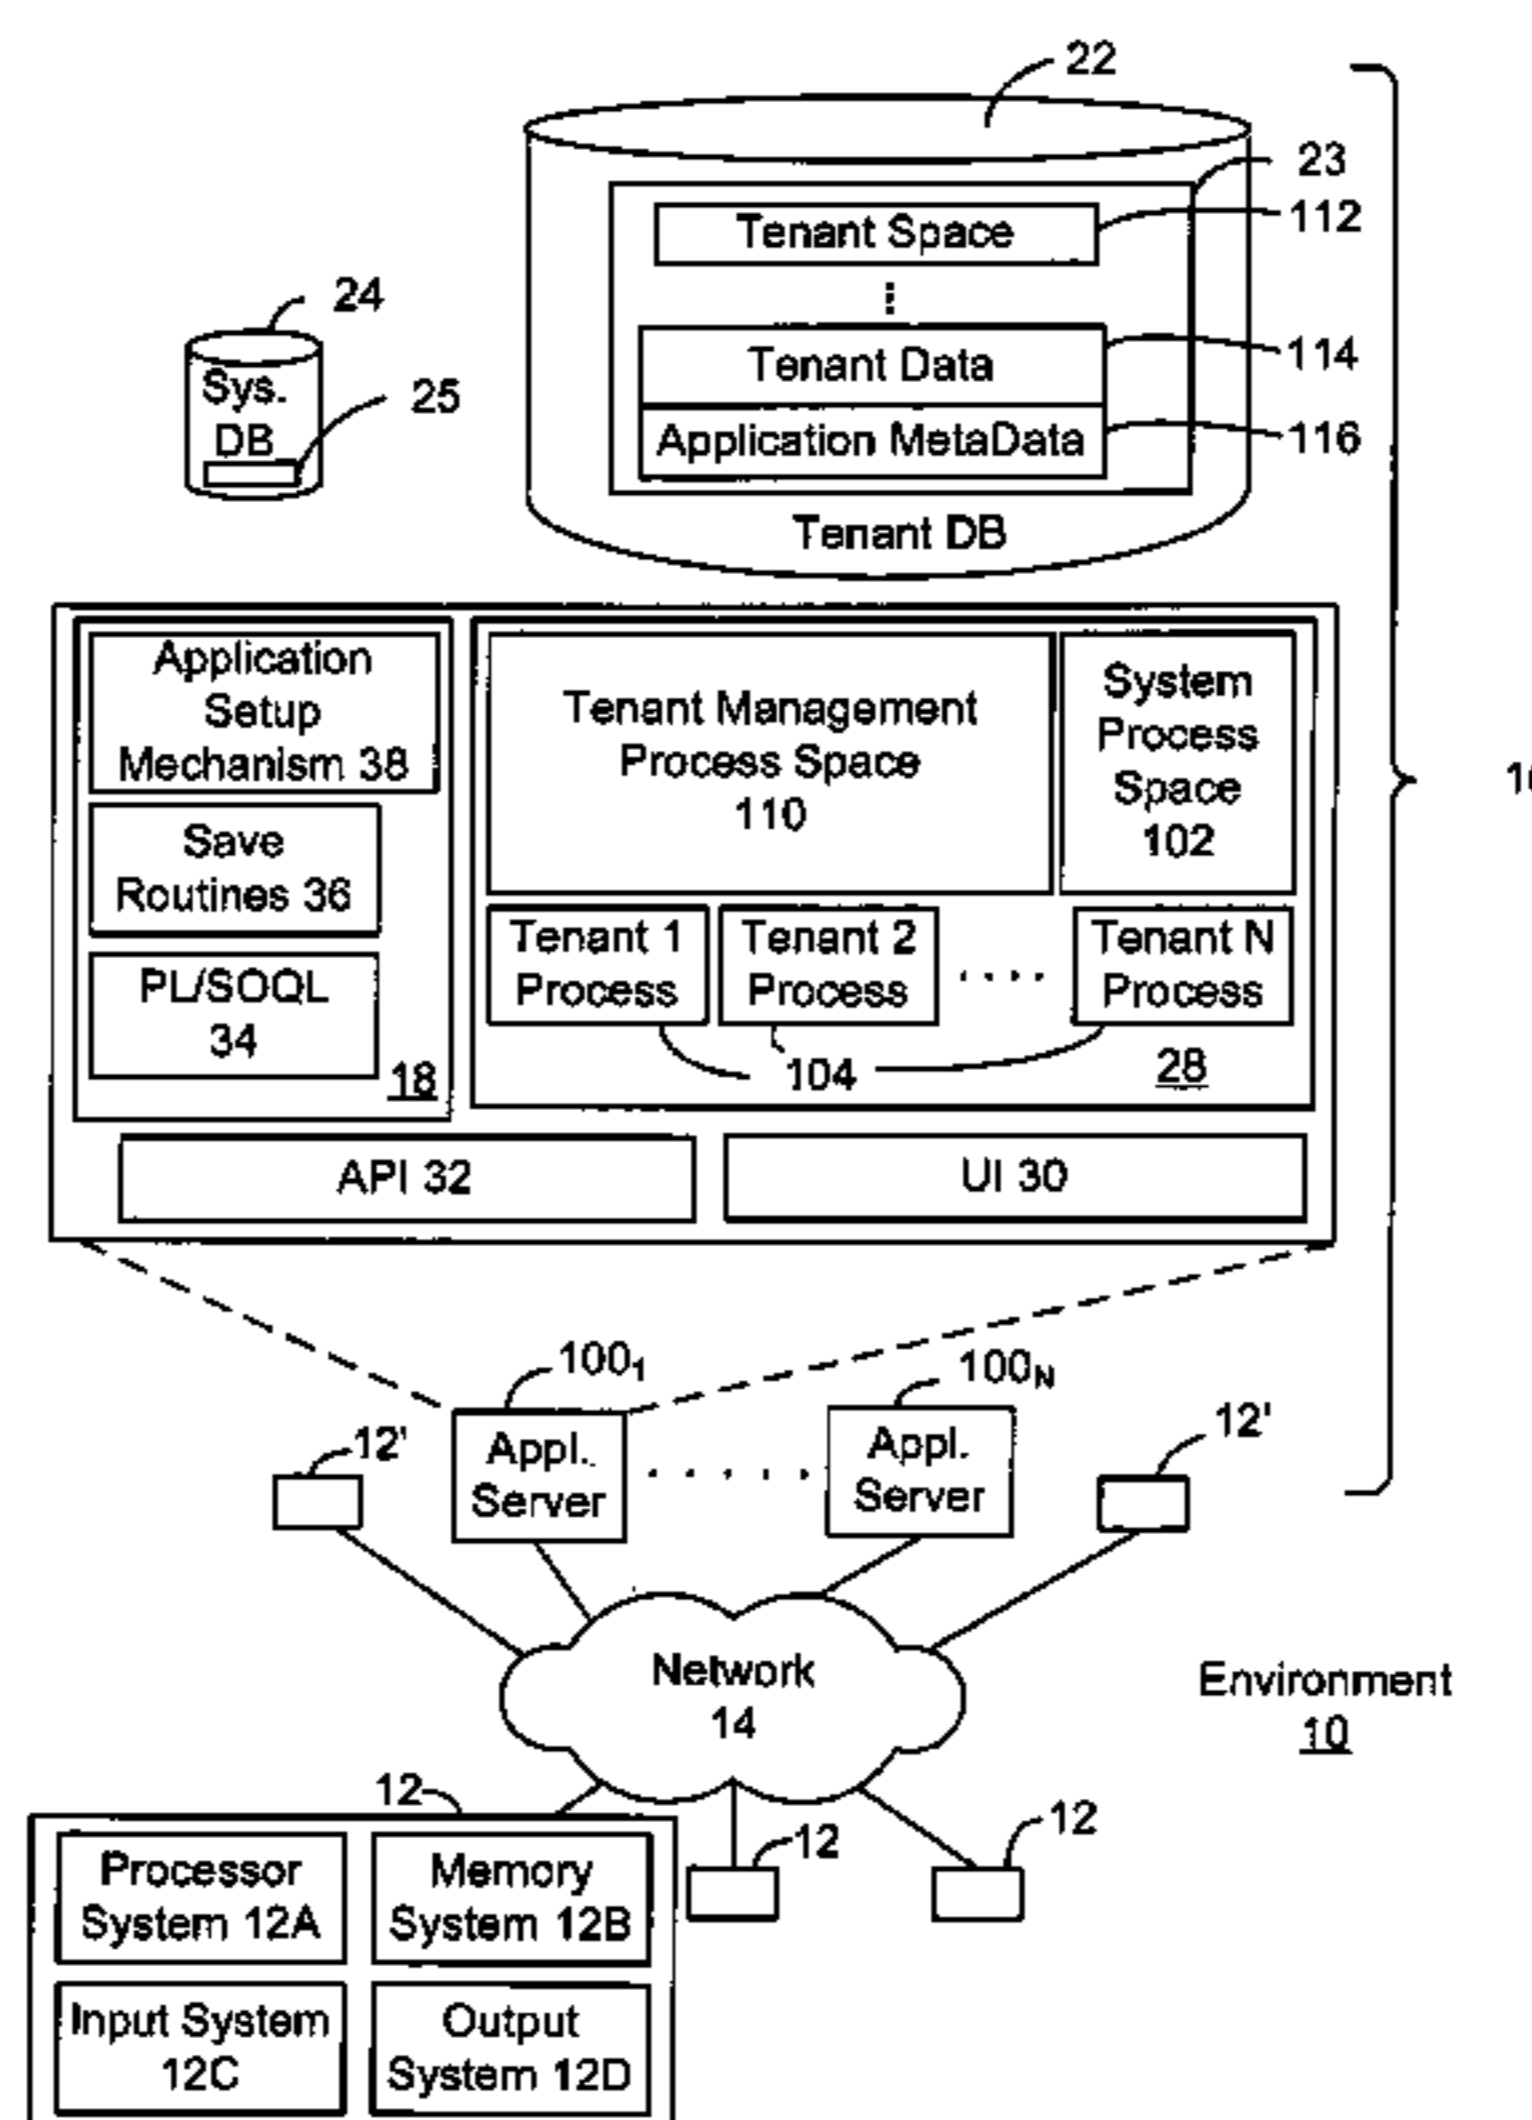 22
23
Tenant Space
112
24
Tenant Data
114
Sys.
DB
25
Application MetaData
116
Tenant DB
Application
Setup
Mechanism 38
Tenant Management
Process Space
110
System
Process
Space
102
Save
Routines 36
PL/SOQL
34
18
Tenant 1
Process
Tenant 2
Process
Tenant N
Process
104
28
API 32
UI 30
100₁
100N
12'
Appl.
Server
Appl.
Server
12'
Network
14
Environment
10
12
12
12
Processor
System 12A
Memory
System 12B
Input System
12C
Output
System 12D